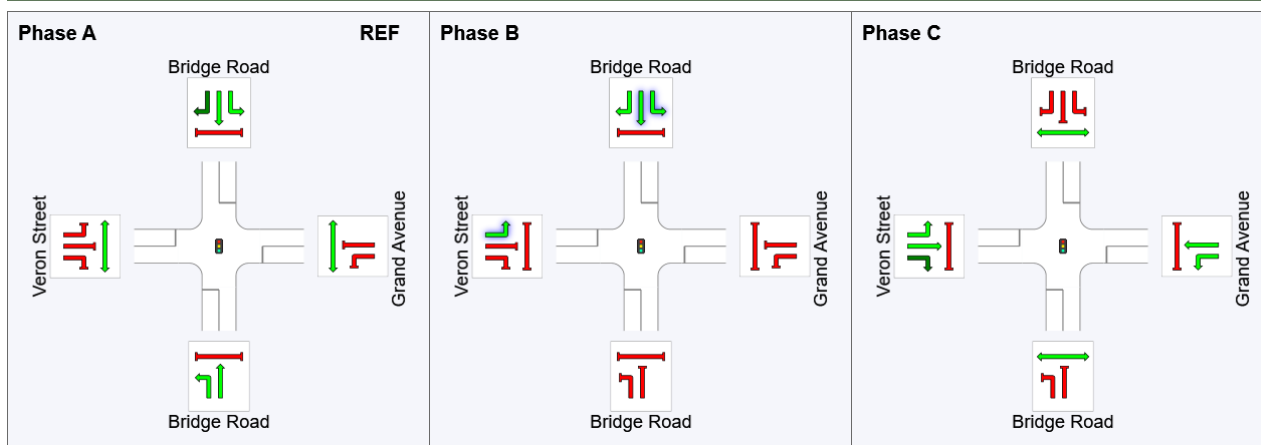 Phase A
REF
Bridge Road
Veron Street
Grand Avenue
Bridge Road
Phase B
Bridge Road
Veron Street
Grand Avenue
Bridge Road
Phase C
Bridge Road
Veron Street
Grand Avenue
Bridge Road